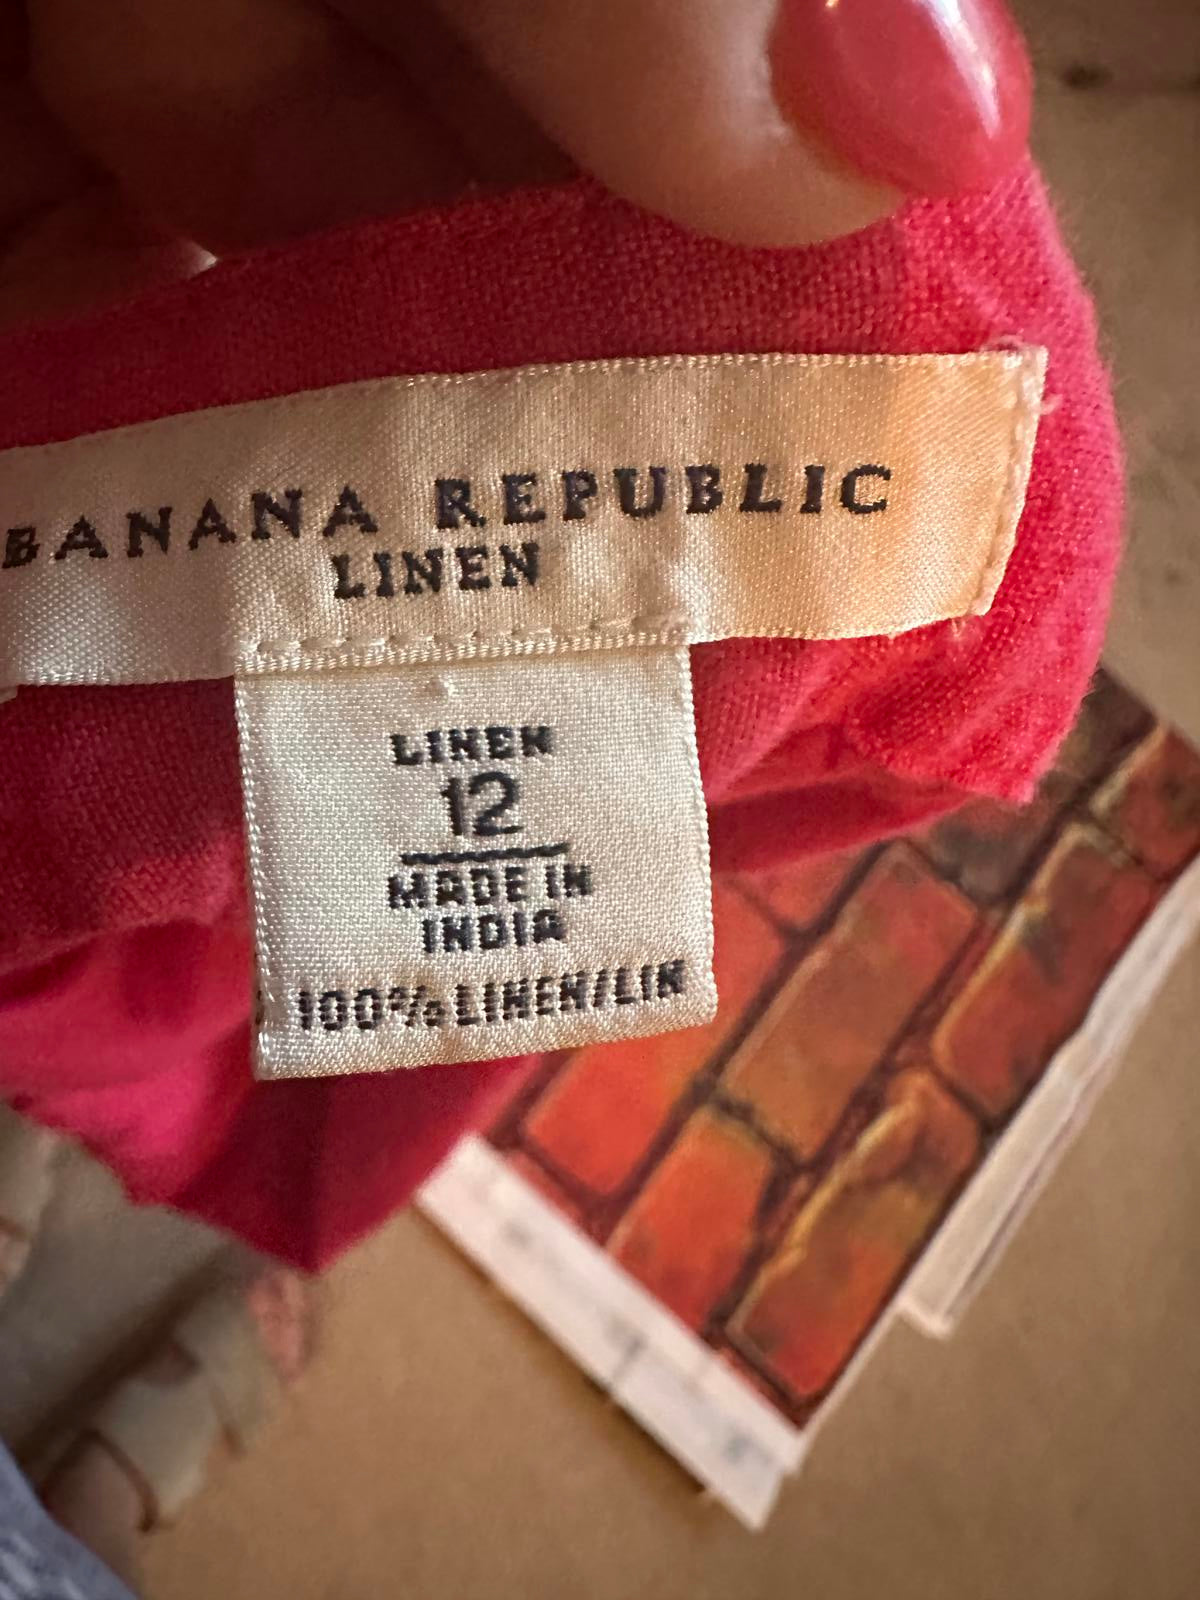 BANANA REPUBLIC
LINEN
LINEN
12
MADE IN
INDIA
100% LINEN/LIN